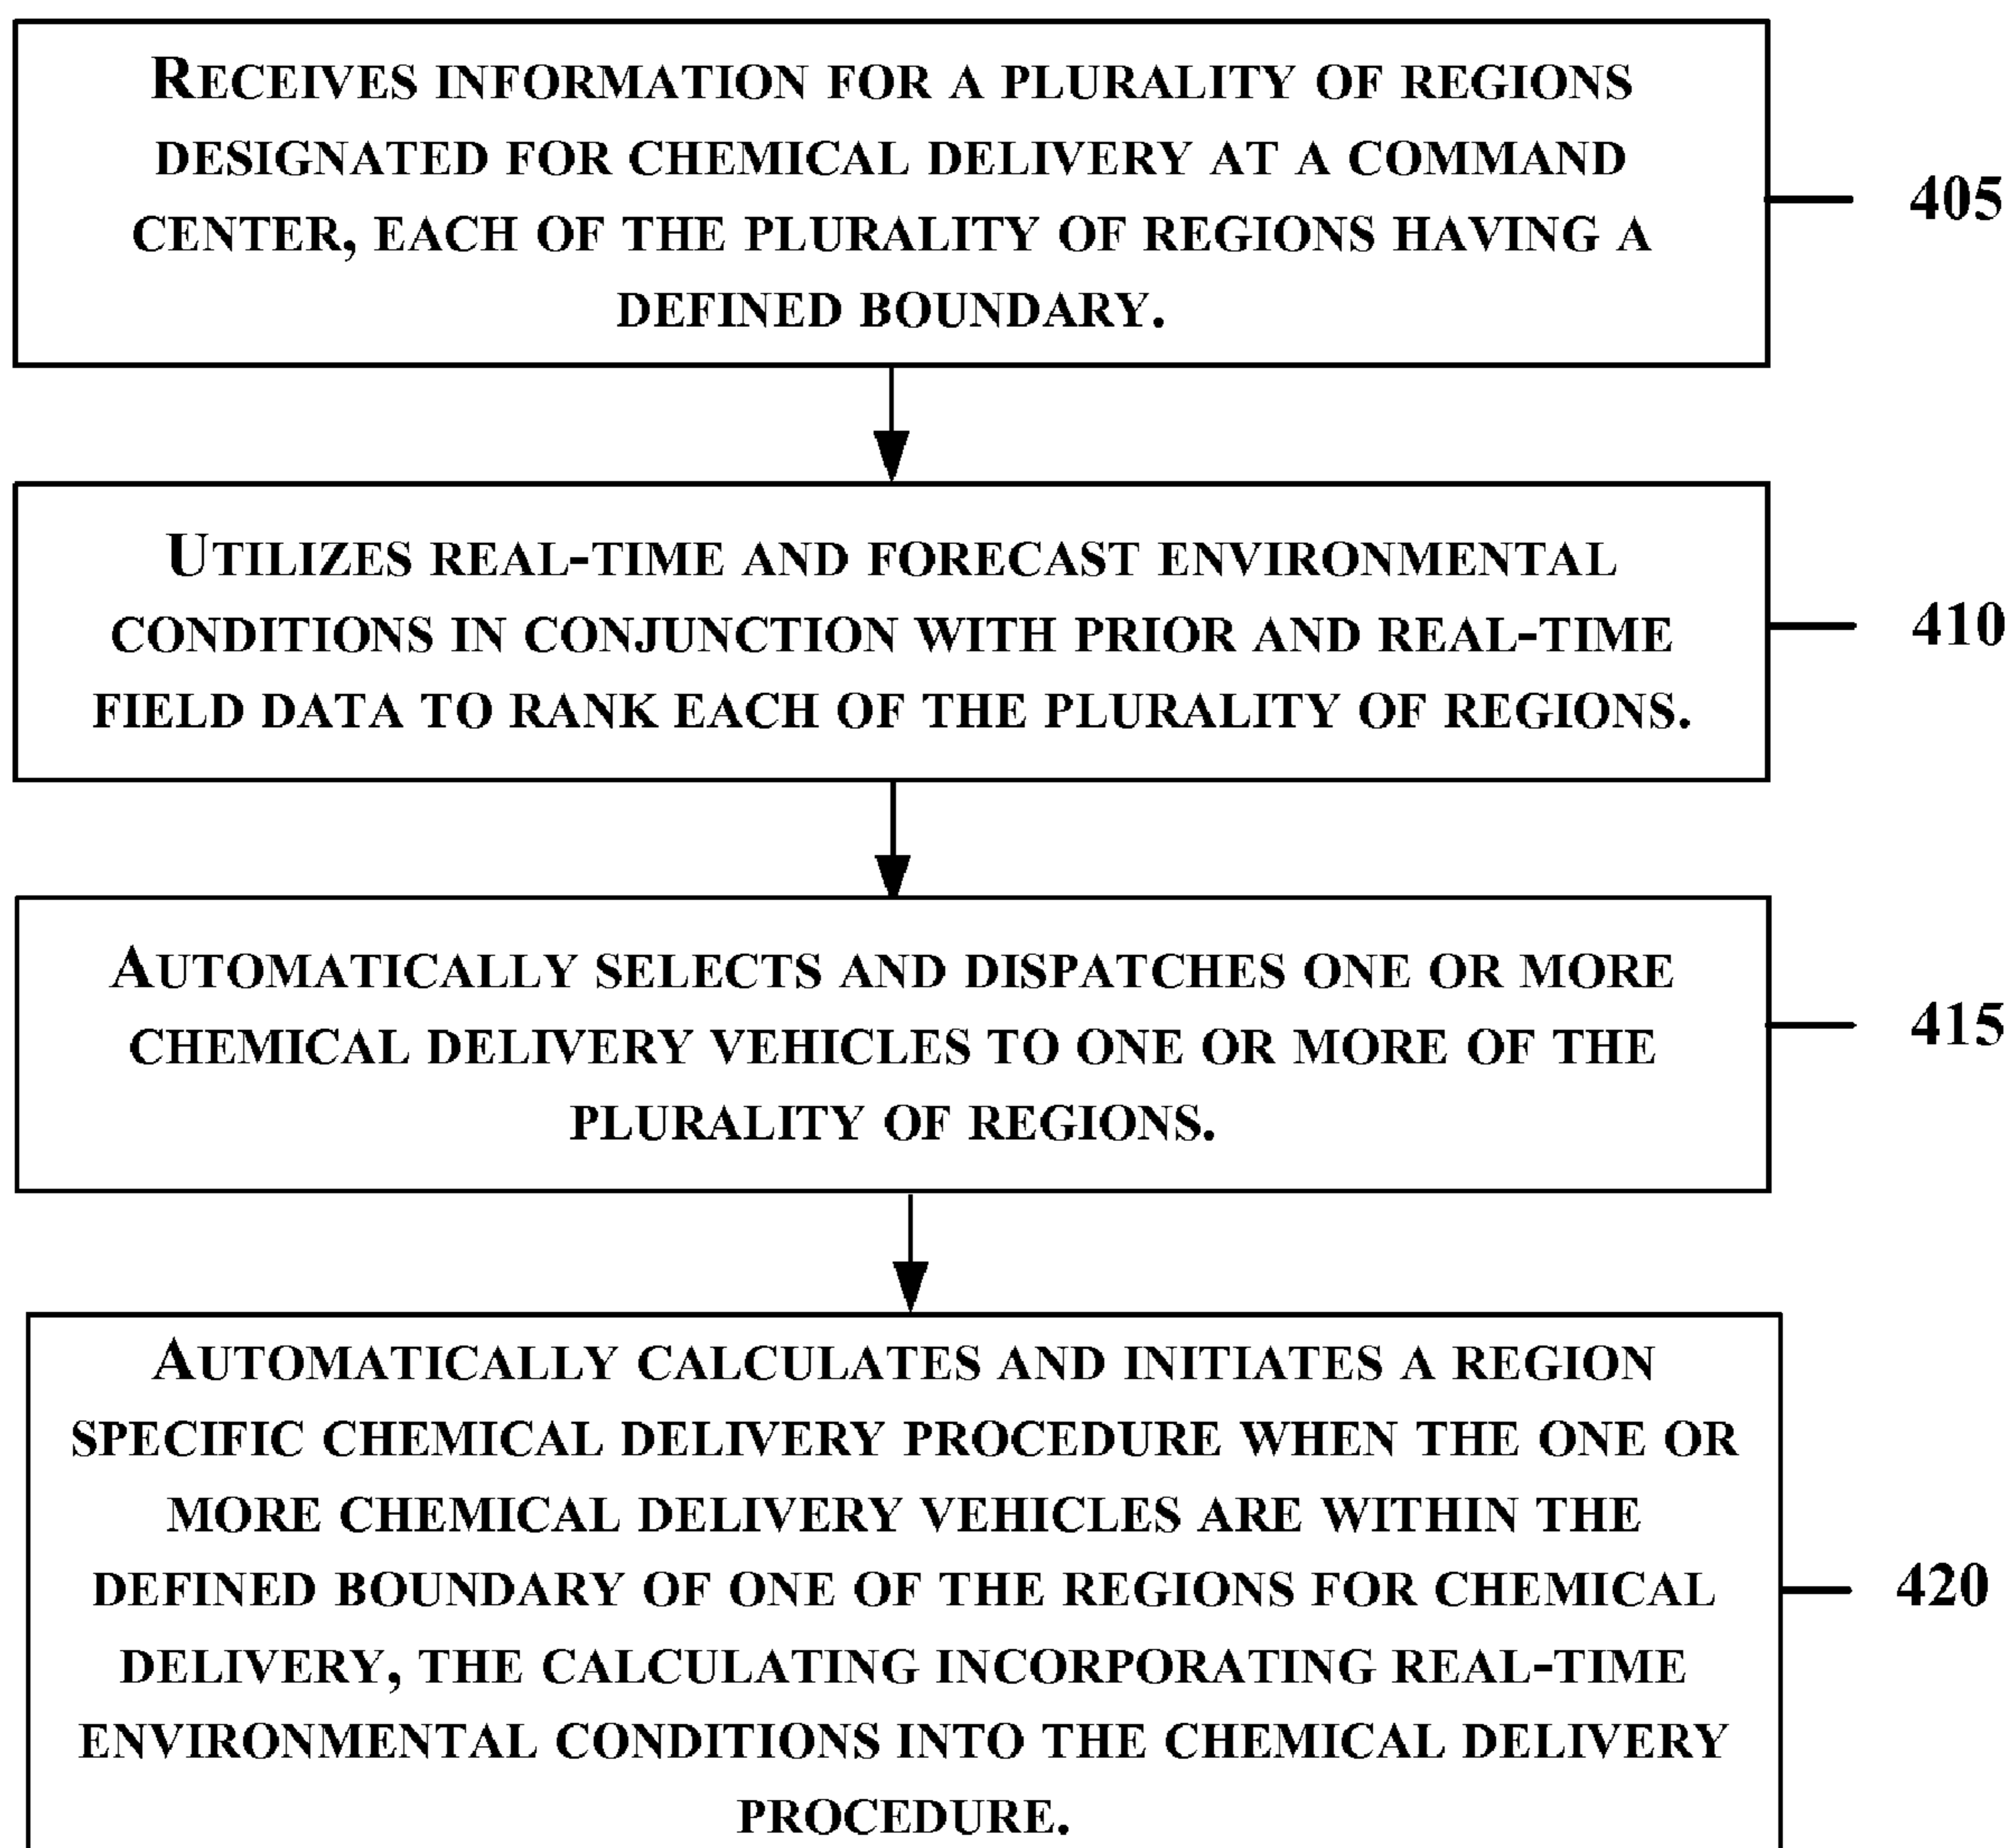 RECEIVES INFORMATION FOR A PLURALITY OF REGIONS
DESIGNATED FOR CHEMICAL DELIVERY AT A COMMAND
CENTER, EACH OF THE PLURALITY OF REGIONS HAVING A
DEFINED BOUNDARY.
405
UTILIZES REAL-TIME AND FORECAST ENVIRONMENTAL
CONDITIONS IN CONJUNCTION WITH PRIOR AND REAL-TIME
FIELD DATA TO RANK EACH OF THE PLURALITY OF REGIONS.
410
AUTOMATICALLY SELECTS AND DISPATCHES ONE OR MORE
CHEMICAL DELIVERY VEHICLES TO ONE OR MORE OF THE
PLURALITY OF REGIONS.
415
AUTOMATICALLY CALCULATES AND INITIATES A REGION
SPECIFIC CHEMICAL DELIVERY PROCEDURE WHEN THE ONE OR
MORE CHEMICAL DELIVERY VEHICLES ARE WITHIN THE
DEFINED BOUNDARY OF ONE OF THE REGIONS FOR CHEMICAL
DELIVERY, THE CALCULATING INCORPORATING REAL-TIME
ENVIRONMENTAL CONDITIONS INTO THE CHEMICAL DELIVERY
PROCEDURE.
420